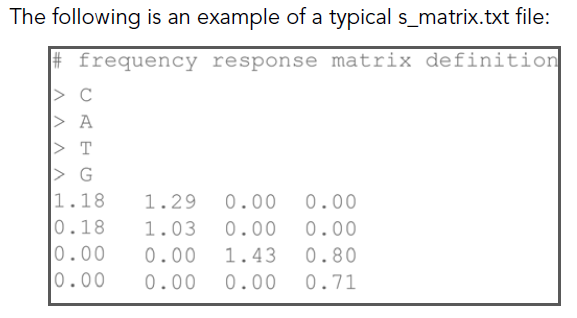 The following is an example of a typical s_matrix.txt file:
# frequency response matrix definition
> C
> A
> T
> G
1.18 1.29 0.00 0.00
0.18 1.03 0.00 0.00
0.00 0.00 1.43 0.80
0.00 0.00 0.00 0.71